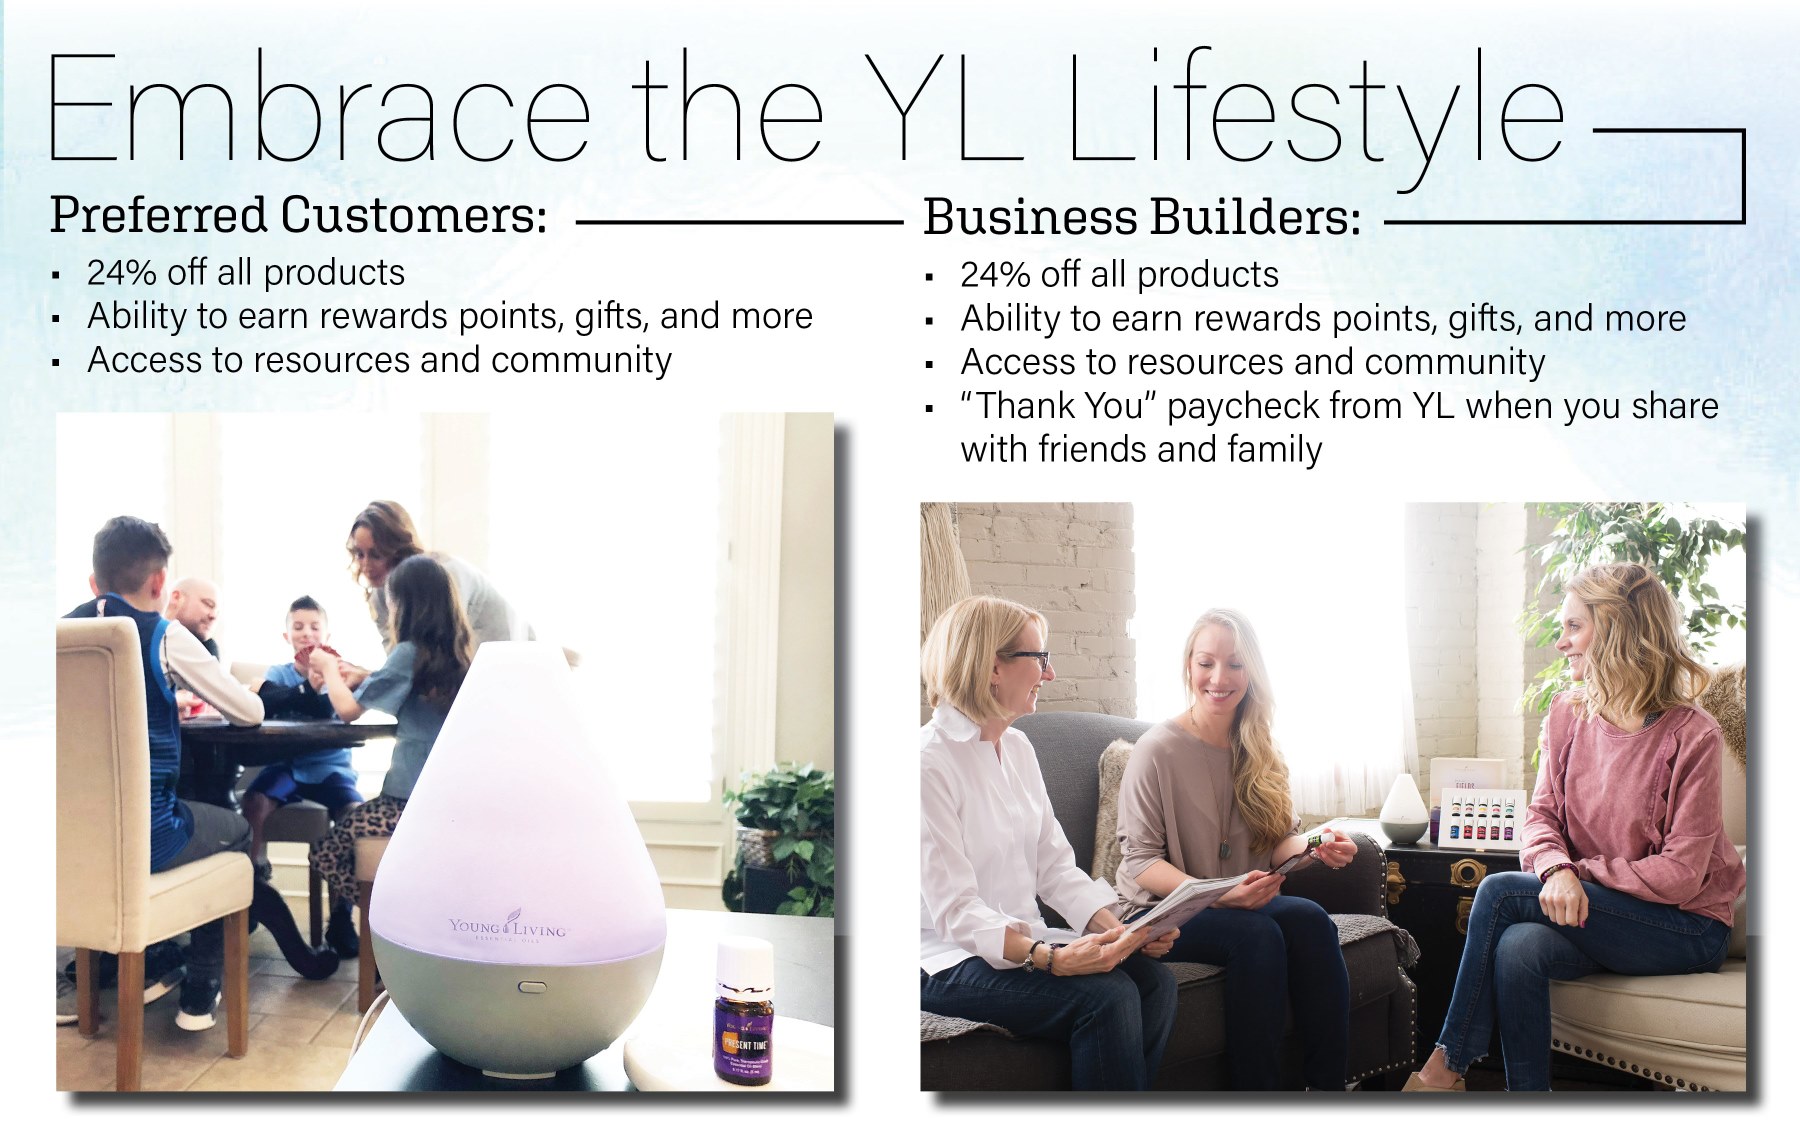 Embrace the YL Lifestyle
Preferred Customers:
▪ 24% off all products
▪ Ability to earn rewards points, gifts, and more
▪ Access to resources and community
Business Builders:
▪ 24% off all products
▪ Ability to earn rewards points, gifts, and more
▪ Access to resources and community
▪ “Thank You” paycheck from YL when you share
with friends and family
YOUNG LIVING
ESSENTIAL OILS
PRESENT TIME
FIELDS